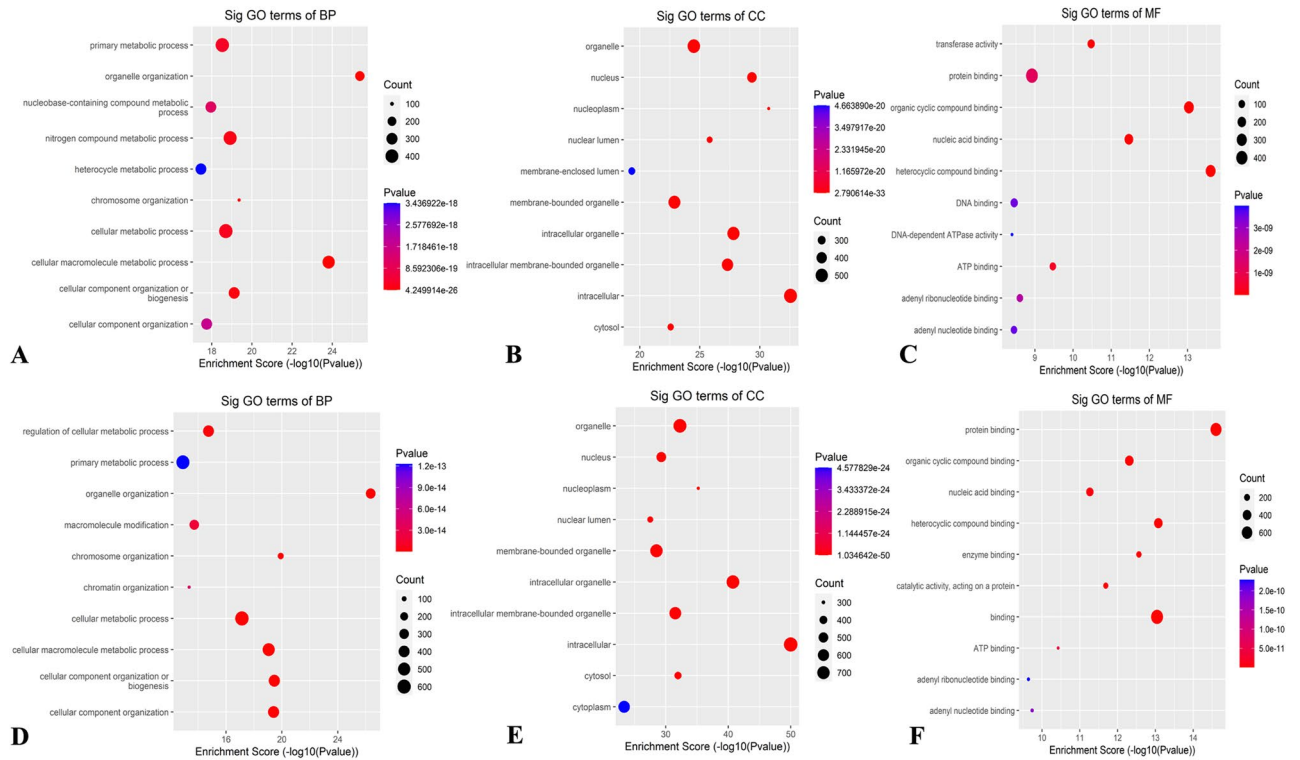 Sig GO terms of BP
primary metabolic process
organelle organization
nucleobase-containing compound metabolic
process
nitrogen compound metabolic process
heterocycle metabolic process
chromosome organization
cellular metabolic process
cellular macromolecule metabolic process
cellular component organization or
biogenesis
cellular component organization
18 20 22 24
Enrichment Score (-log10(Pvalue))
Count
100
200
300
400
Pvalue
3.436922e-18
2.577692e-18
1.718461e-18
8.592306e-19
4.249914e-26
A
Sig GO terms of CC
organelle
nucleus
nucleoplasm
nuclear lumen
membrane-enclosed lumen
membrane-bounded organelle
intracellular organelle
intracellular membrane-bounded organelle
intracellular
cytosol
20 25 30
Enrichment Score (-log10(Pvalue))
Pvalue
4.663890e-20
3.497917e-20
2.331945e-20
1.165972e-20
2.790614e-33
Count
300
400
500
B
Sig GO terms of MF
transferase activity
protein binding
organic cyclic compound binding
nucleic acid binding
heterocyclic compound binding
DNA binding
DNA-dependent ATPase activity
ATP binding
adenyl ribonucleotide binding
adenyl nucleotide binding
9 10 11 12 13
Enrichment Score (-log10(Pvalue))
Count
100
200
300
400
Pvalue
3e-09
2e-09
1e-09
C
Sig GO terms of BP
regulation of cellular metabolic process
primary metabolic process
organelle organization
macromolecule modification
chromosome organization
chromatin organization
cellular metabolic process
cellular macromolecule metabolic process
cellular component organization or
biogenesis
cellular component organization
16 20 24
Enrichment Score (-log10(Pvalue))
Pvalue
1.2e-13
9.0e-14
6.0e-14
3.0e-14
Count
100
200
300
400
500
600
D
Sig GO terms of CC
organelle
nucleus
nucleoplasm
nuclear lumen
membrane-bounded organelle
intracellular organelle
intracellular membrane-bounded organelle
intracellular
cytosol
cytoplasm
30 40 50
Enrichment Score (-log10(Pvalue))
Pvalue
4.577829e-24
3.433372e-24
2.288915e-24
1.144457e-24
1.034642e-50
Count
300
400
500
600
700
E
Sig GO terms of MF
protein binding
organic cyclic compound binding
nucleic acid binding
heterocyclic compound binding
enzyme binding
catalytic activity, acting on a protein
binding
ATP binding
adenyl ribonucleotide binding
adenyl nucleotide binding
10 11 12 13 14
Enrichment Score (-log10(Pvalue))
Count
200
400
600
Pvalue
2.0e-10
1.5e-10
1.0e-10
5.0e-11
F